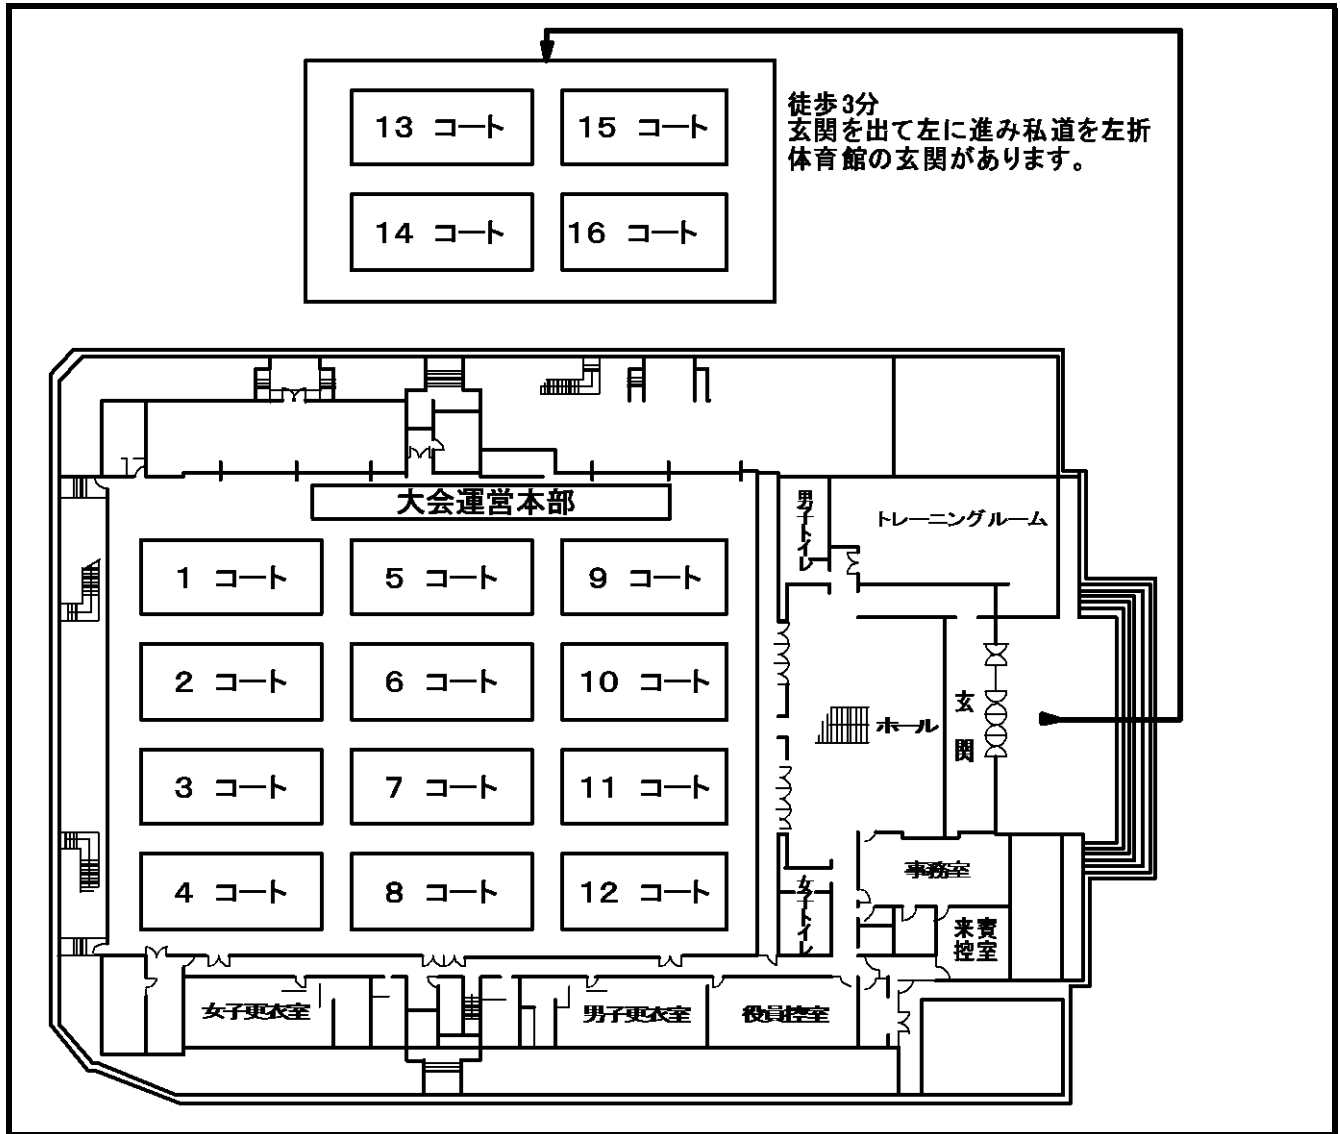 13 コート
15 コート
徒歩3分
玄関を出て左に進み私道を左折
体育館の玄関があります。
14 コート
16 コート
大会運営本部
男子トイレ
トレーニングルーム
1 コート
5 コート
9 コート
2 コート
6 コート
10 コート
ホール
玄関
3 コート
7 コート
11 コート
4 コート
8 コート
12 コート
女子トイレ
事務室
来賓
控室
女子更衣室
男子更衣室
役員控室